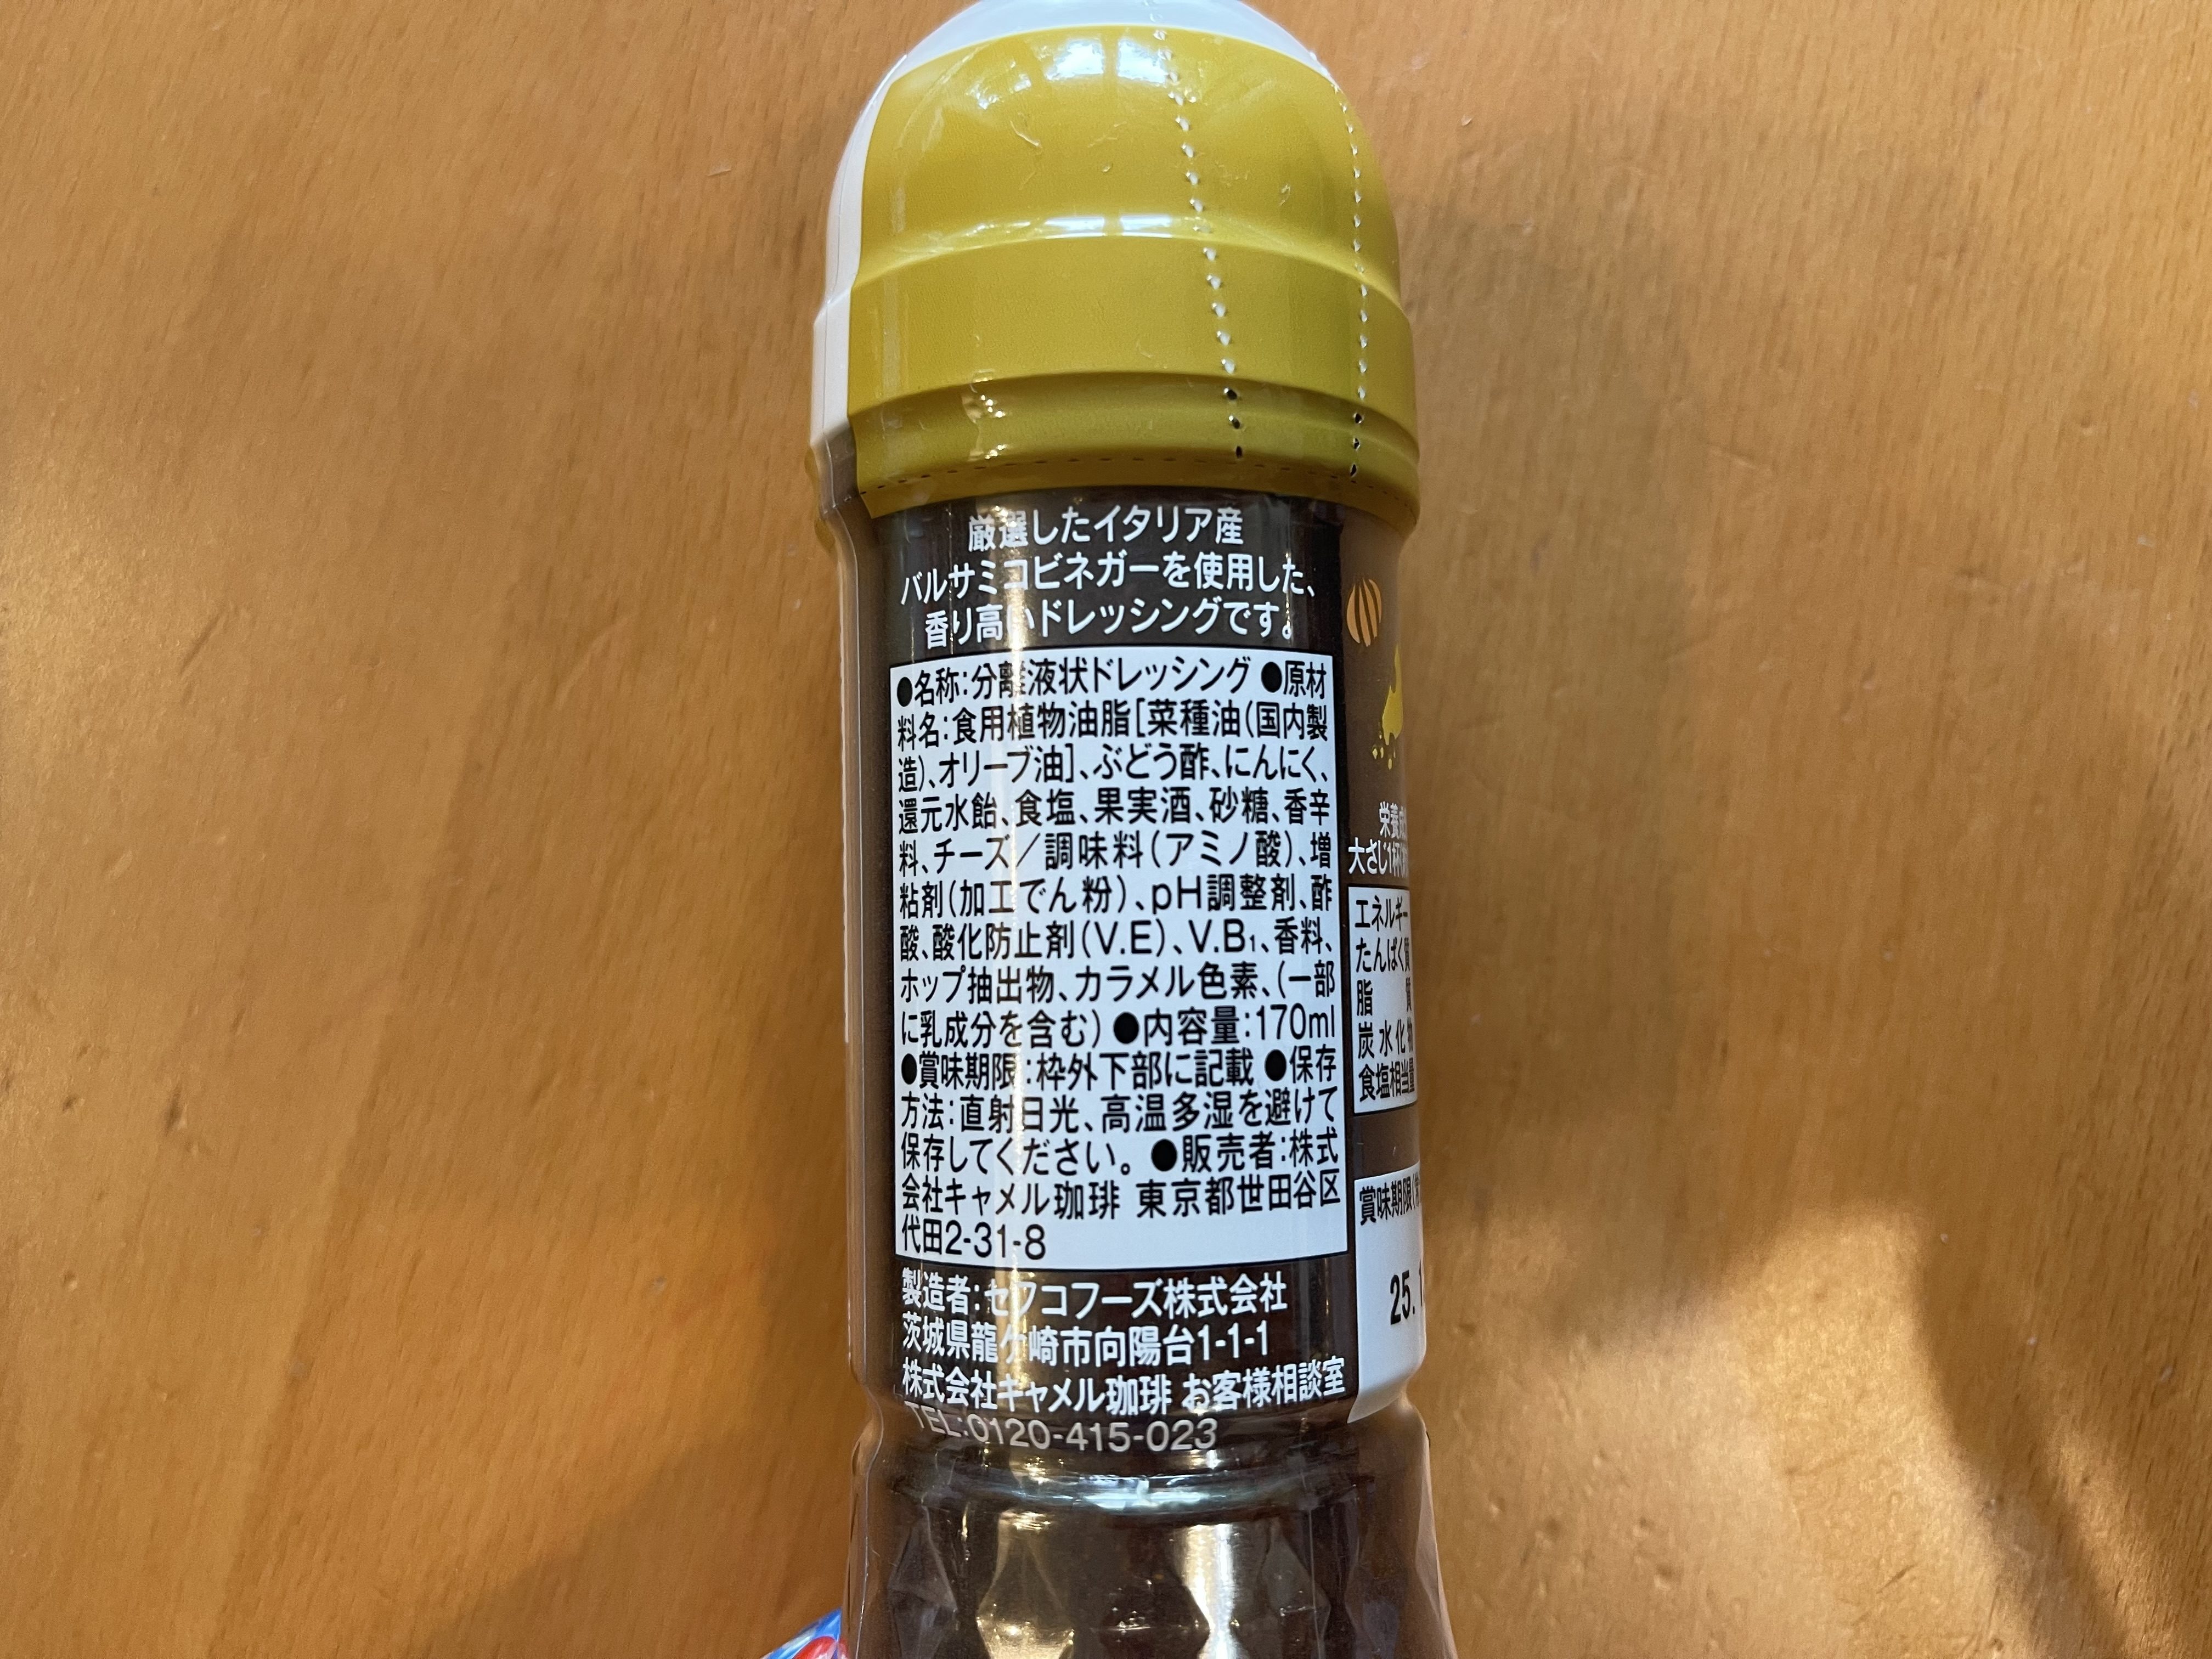 厳選したイタリア産
バルサミコビネガーを使用した、
香り高いドレッシングです。
●名称:分離液状ドレッシング ●原材
料名:食用植物油脂[菜種油(国内製
造)、オリーブ油]、ぶどう酢、にんにく、
還元水飴、食塩、果実酒、砂糖、香辛
料、チーズ／調味料(アミノ酸)、増
粘剤(加工でん粉)、pH調整剤、酢
酸、酸化防止剤(V.E)、V.B₁、香料、
ホップ抽出物、カラメル色素、(一部
に乳成分を含む) ●内容量:170ml
●賞味期限:枠外下部に記載 ●保存
方法:直射日光、高温多湿を避けて
保存してください。 ●販売者:株式
会社キャメル珈琲 東京都世田谷区
代田2-31-8
製造者:セフコフーズ株式会社
茨城県龍ケ崎市向陽台1-1-1
株式会社キャメル珈琲 お客様相談室
TEL:0120-415-023
栄養成
大さじ1杯
エネルギー
たんぱく質
脂質
炭水化物
食塩相当量
賞味期限
25.